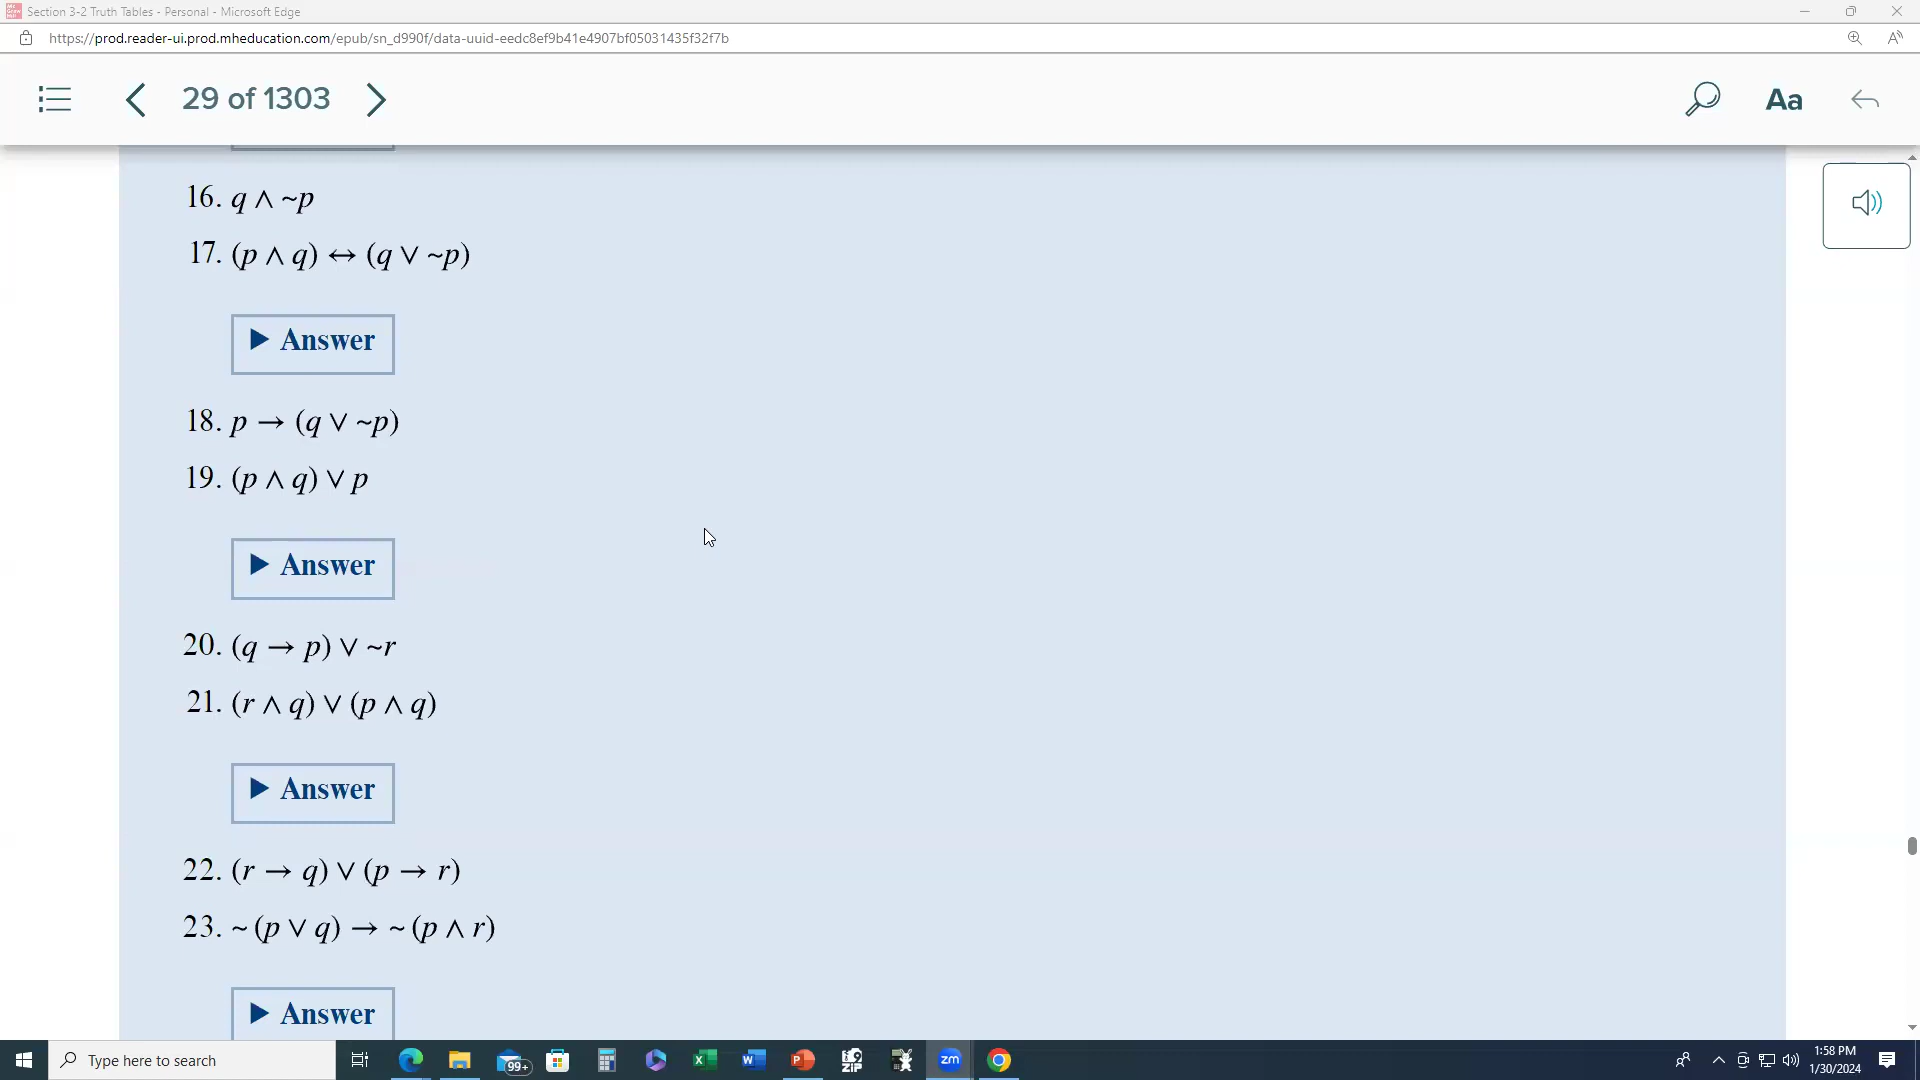 Section 3-2 Truth Tables - Personal - Microsoft Edge
https://prod.reader-ui.prod.mheducation.com/epub/sn_d990f/data-uuid-eedc8ef9b41e4907bf05031435f32f7b
29 of 1303
Aa
16. q ∧ ~p
17. (p ∧ q) ↔ (q ∨ ~p)
▶ Answer
18. p → (q ∨ ~p)
19. (p ∧ q) ∨ p
▶ Answer
20. (q → p) ∨ ~r
21. (r ∧ q) ∨ (p ∧ q)
▶ Answer
22. (r → q) ∨ (p → r)
23. ~ (p ∨ q) → ~ (p ∧ r)
▶ Answer
Type here to search
99+
zm
1:58 PM
1/30/2024